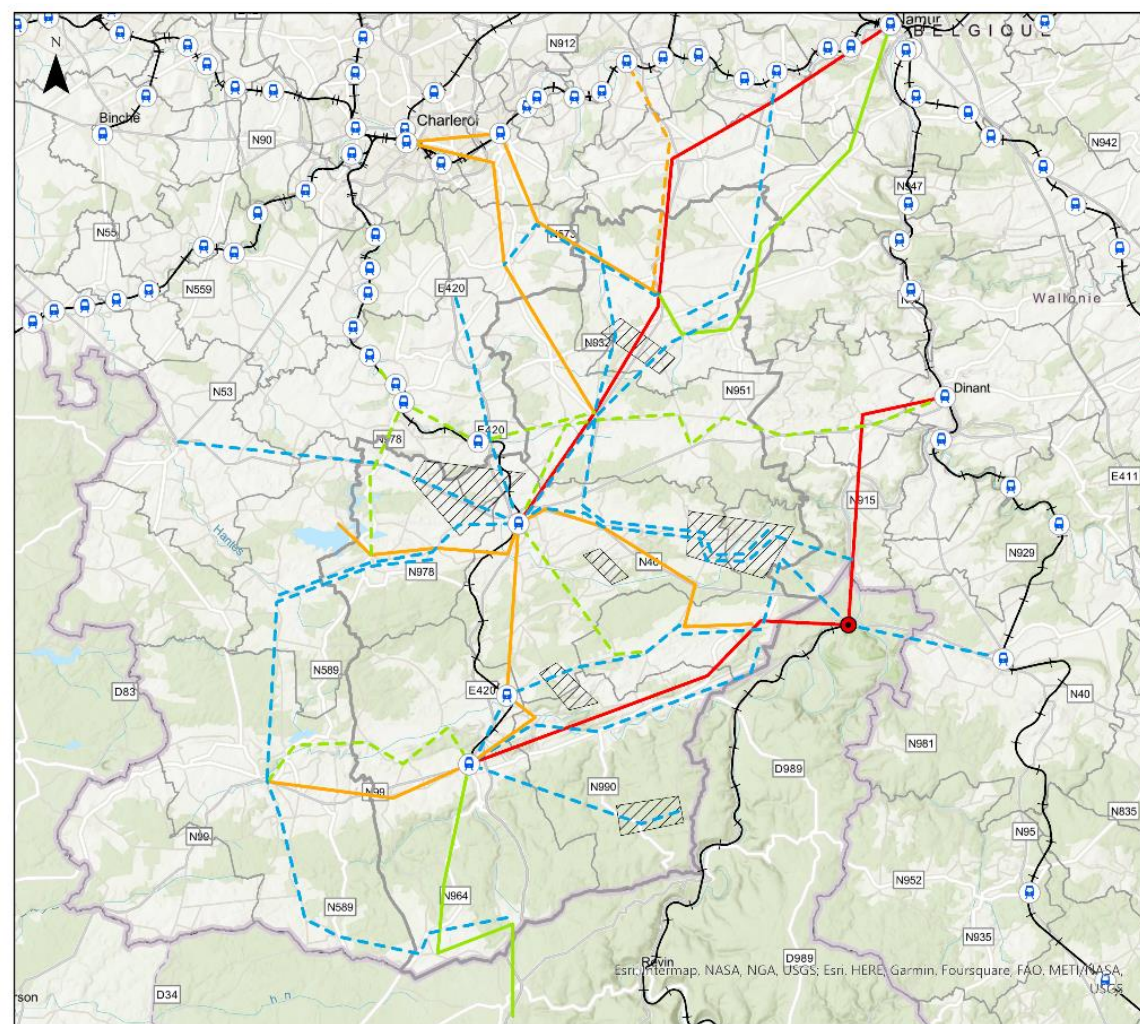 Namur
BELGIQUE
N
N912
Binche
Charleroi
N90
N942
N947
N55
N573
N559
E420
Wallonie
N932
N53
N951
Dinant
E420
N978
E411
N915
Hantes
N929
N978
N589
D83
E420
N40
N981
D989
N99
N990
N835
N99
N95
N952
N964
N589
N935
D989
Revin
Esri, Intermap, NASA, NGA, USGS; Esri, HERE, Garmin, Foursquare, FAO, METI/NASA,
USGS
D34
rson